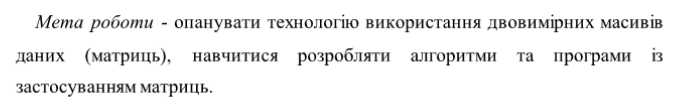 Мета роботи - опанувати технологію використання двовимірних масивів
даних (матриць), навчитися розробляти алгоритми та програми із
застосуванням матриць.